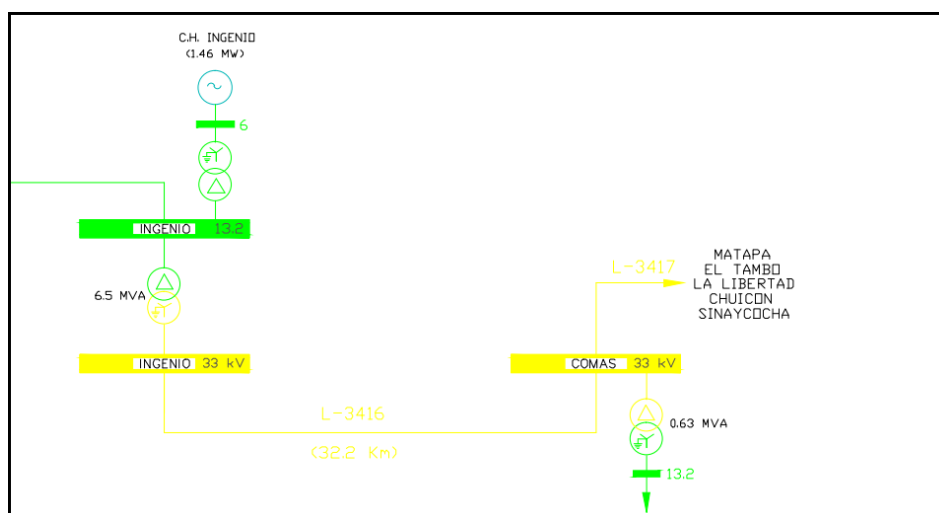 C.H. INGENIO
(1.46 MW)
6
INGENIO 13.2
6.5 MVA
INGENIO 33 kV
L-3416
(32.2 Km)
L-3417
MATAPA
EL TAMBO
LA LIBERTAD
CHUICON
SINAYCOCHA
COMAS 33 kV
0.63 MVA
13.2